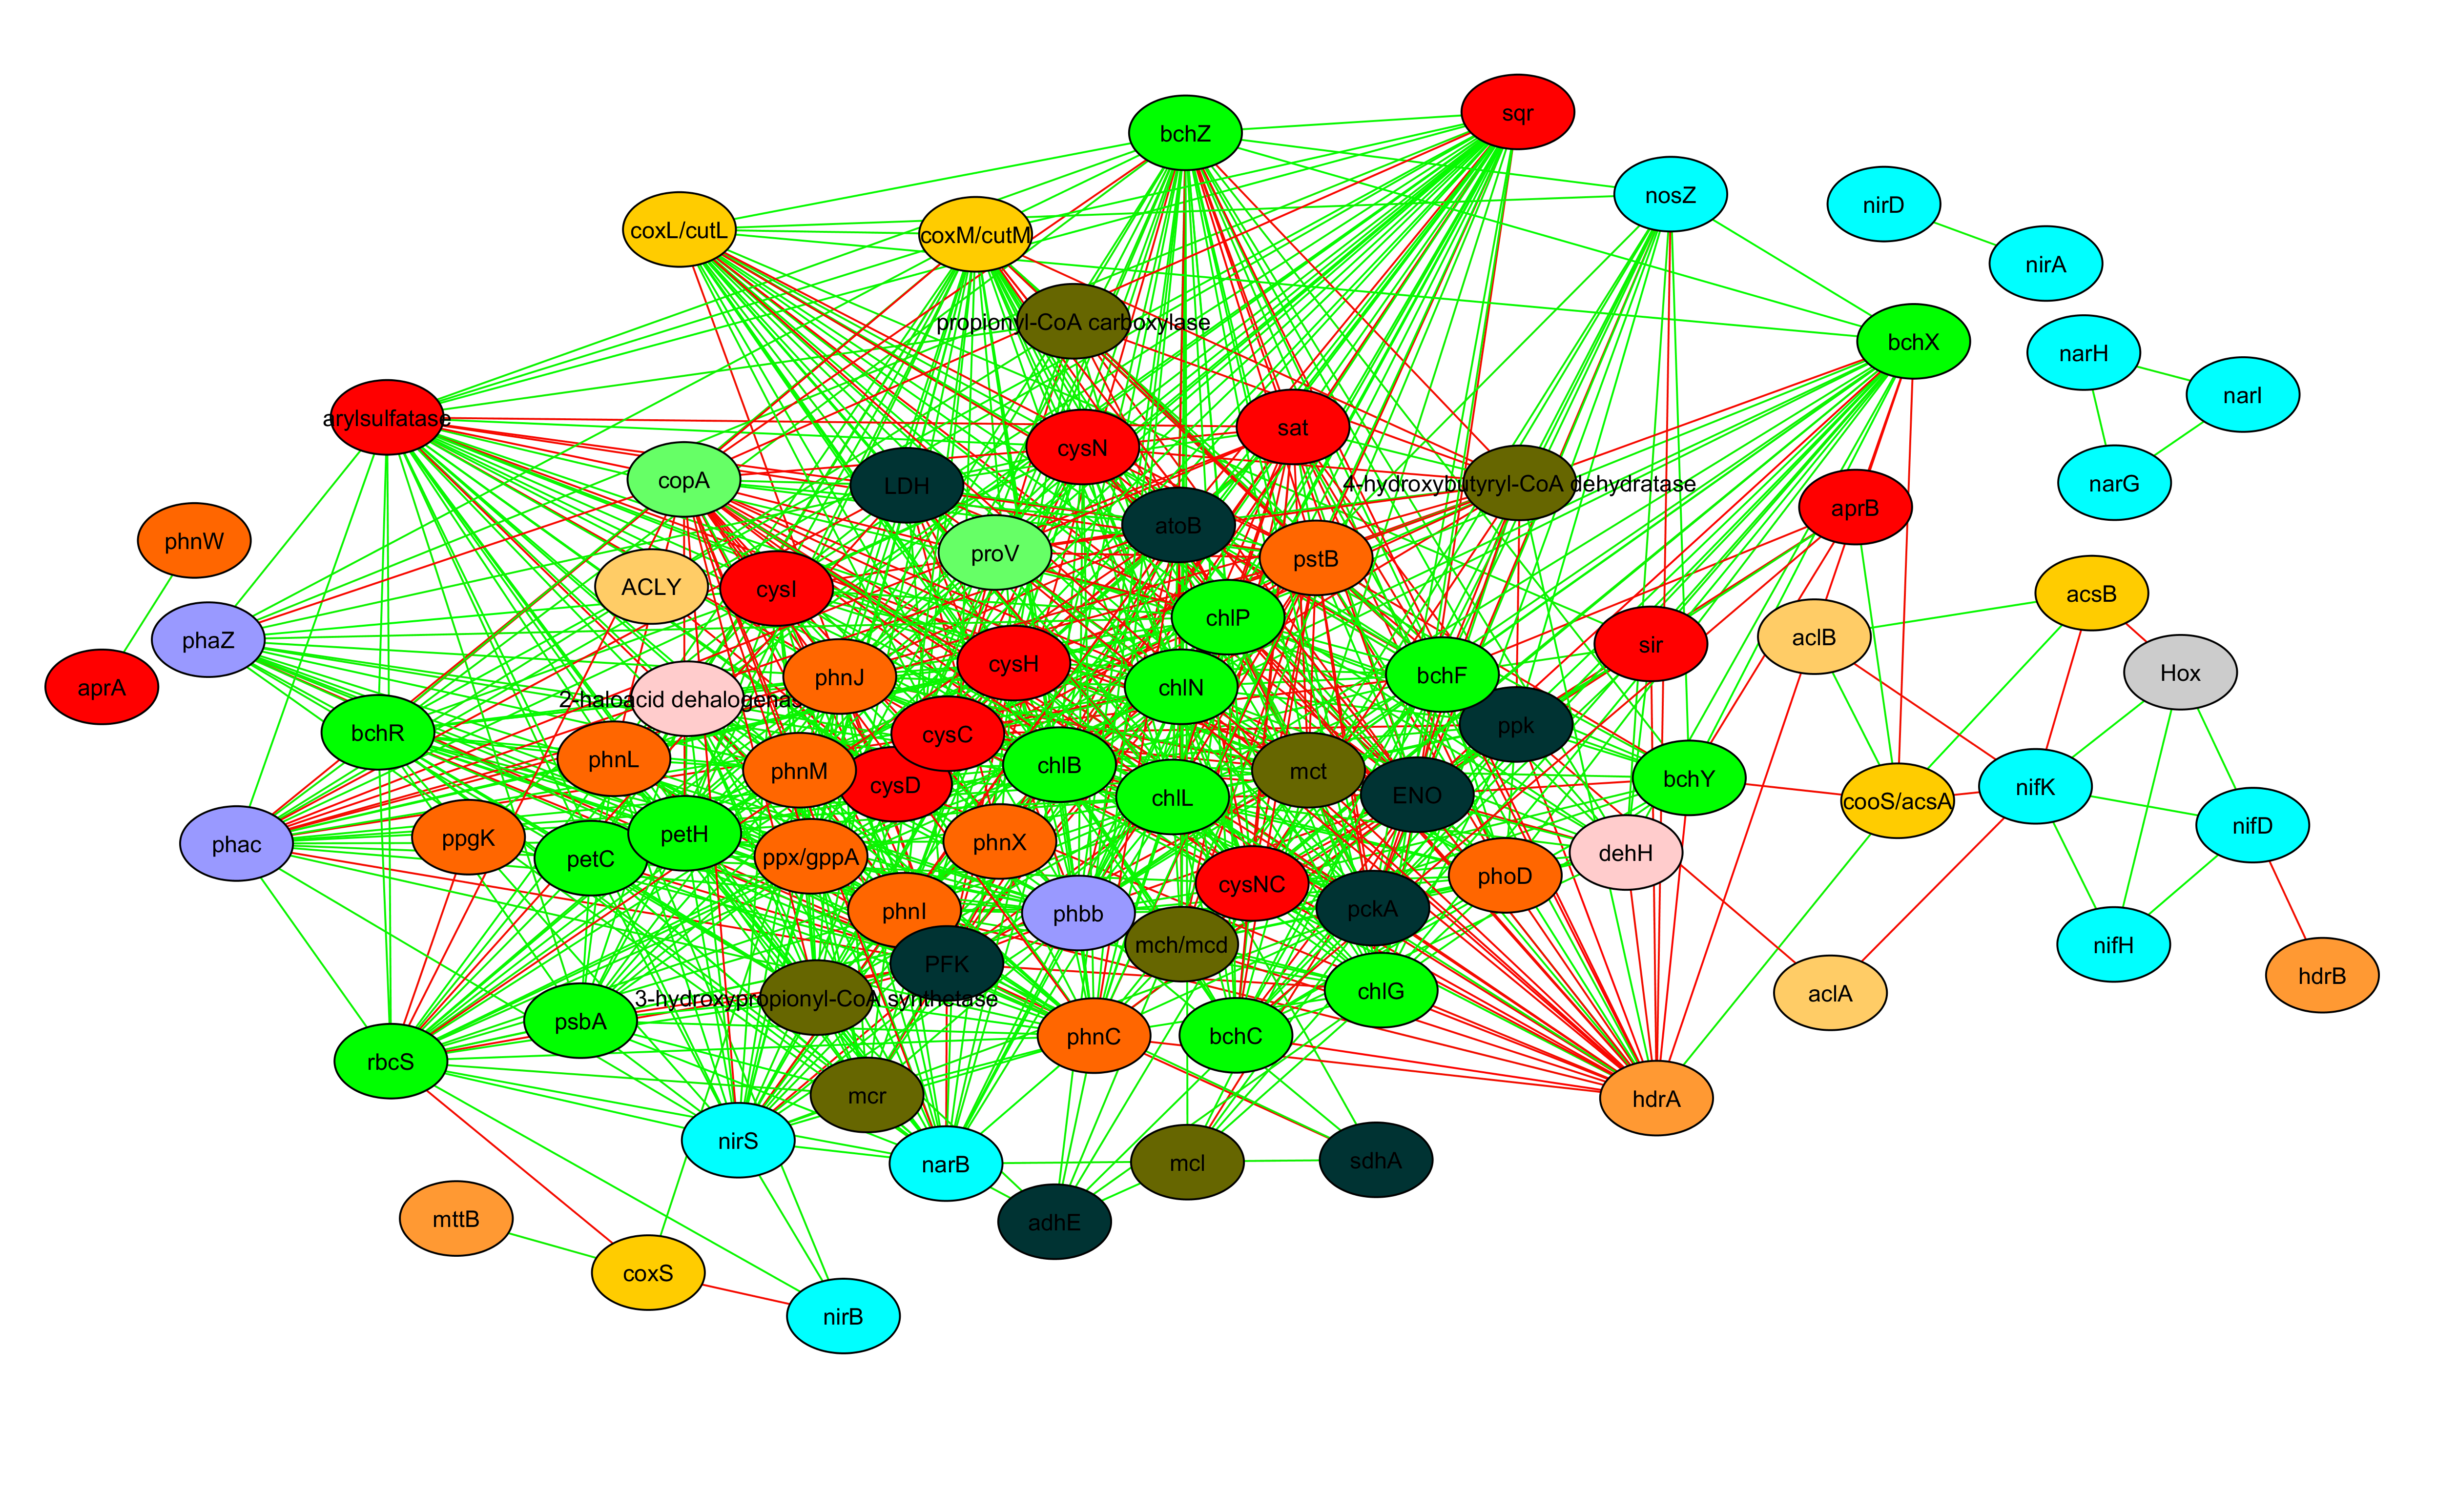 sqr
bchZ
nosZ
nirD
coxL/cutL
coxM/cutM
nirA
propionyl-CoA carboxylase
bchX
narH
narI
arylsulfatase
sat
cysN
copA
LDH
4-hydroxybutyryl-CoA dehydratase
narG
aprB
atoB
phnW
proV
pstB
ACLY
cysI
acsB
chlP
phaZ
aclB
sir
cysH
Hox
phnJ
bchF
aprA
chlN
2-haloacid dehalogenas
ppk
bchR
cysC
phnL
chlB
phnM
mct
bchY
cysD
nifK
ENO
chlL
cooS/acsA
nifD
petH
ppgK
phnX
phac
dehH
ppx/gppA
petC
phoD
cysNC
pckA
phnI
phbb
mch/mcd
nifH
PFK
hdrB
chlG
aclA
3-hydroxypropionyl-CoA synthetase
psbA
phnC
bchC
rbcS
mcr
hdrA
nirS
sdhA
mcl
narB
mttB
adhE
coxS
nirB